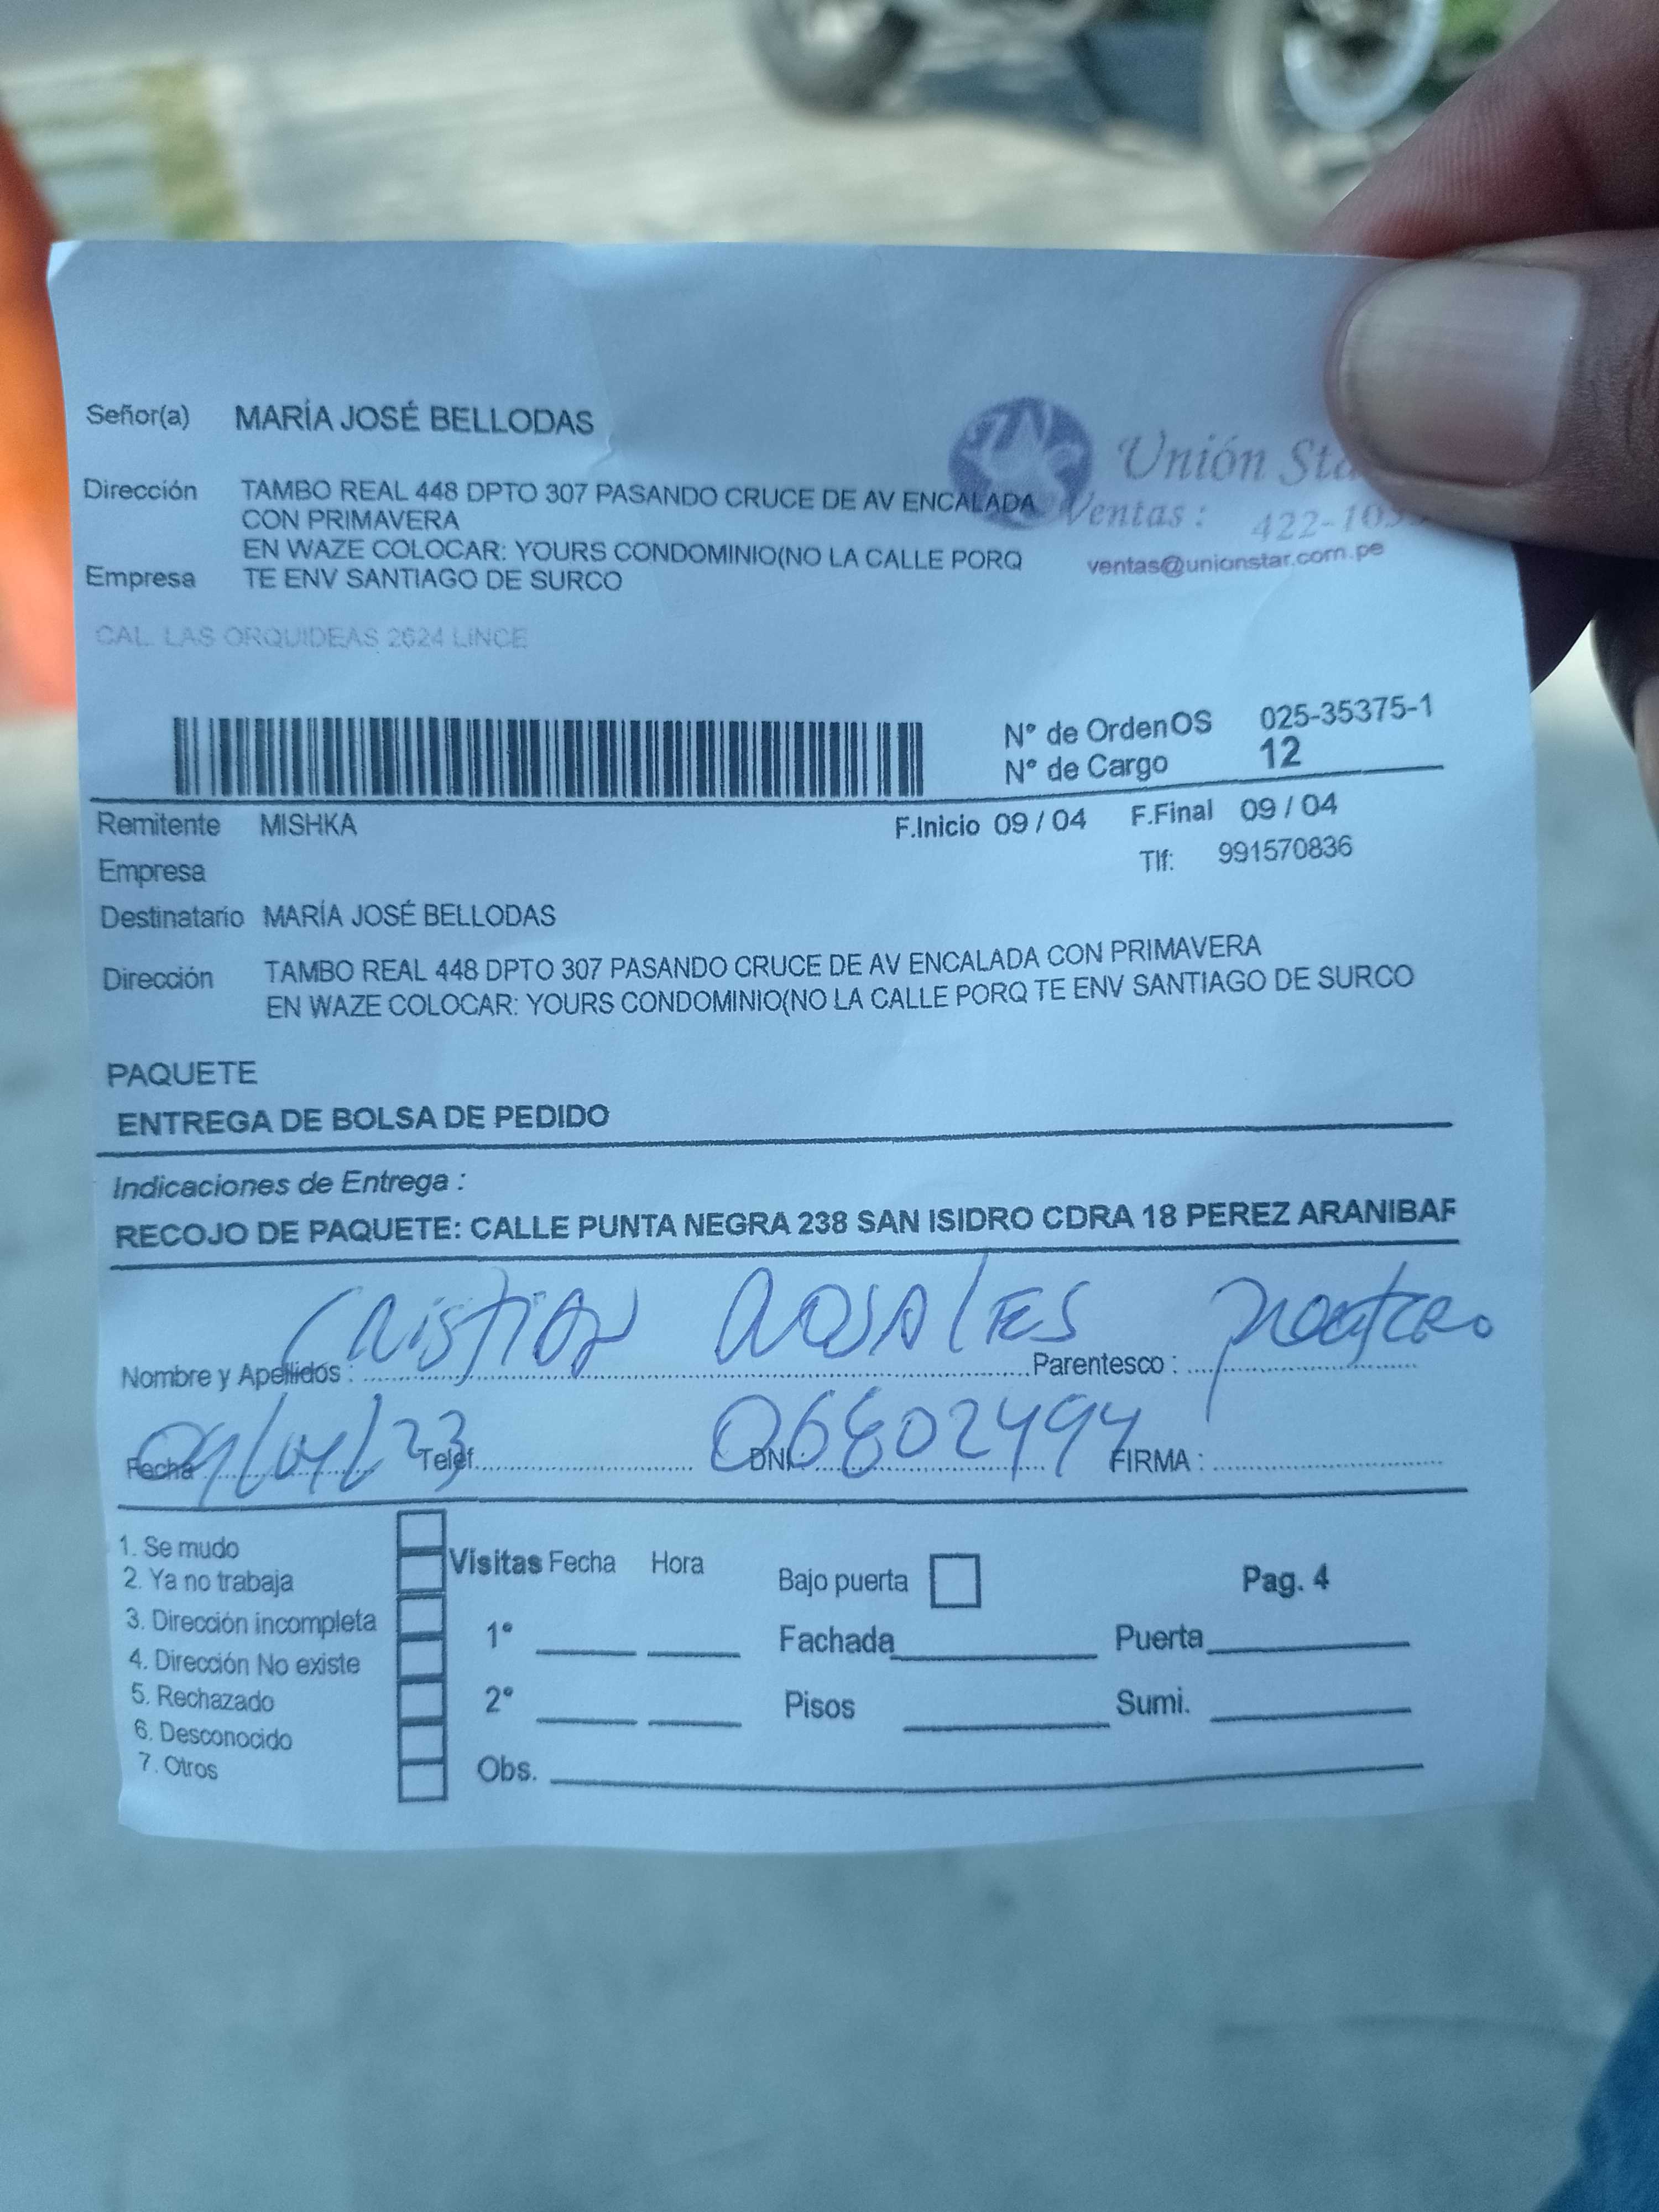 Señor(a) MARÍA JOSÉ BELLODAS
Unión
Ventas :
ventas@unionstar.com.pe
Dirección TAMBO REAL 448 DPTO 307 PASANDO CRUCE DE AV ENCALADA
CON PRIMAVERA
EN WAZE COLOCAR: YOURS CONDOMINIO(NO LA CALLE PORQ
Empresa TE ENV SANTIAGO DE SURCO
CAL. LAS ORQUIDEAS 2624 LINCE
N° de OrdenOS 025-35375-1
N° de Cargo 12
Remitente MISHKA F.Inicio 09 / 04 F.Final 09 / 04
Empresa Tlf: 991570836
Destinatario MARÍA JOSÉ BELLODAS
Dirección TAMBO REAL 448 DPTO 307 PASANDO CRUCE DE AV ENCALADA CON PRIMAVERA
EN WAZE COLOCAR: YOURS CONDOMINIO(NO LA CALLE PORQ TE ENV SANTIAGO DE SURCO
PAQUETE
ENTREGA DE BOLSA DE PEDIDO
Indicaciones de Entrega :
RECOJO DE PAQUETE: CALLE PUNTA NEGRA 238 SAN ISIDRO CDRA 18 PEREZ ARANIBAR
Nombre y Apellidos : CRISTIAN ROSALES Parentesco :
Fecha 09/04/23 Telef. DNI: 06802494 FIRMA :
1. Se mudo
2. Ya no trabaja
3. Dirección incompleta
4. Dirección No existe
5. Rechazado
6. Desconocido
7. Otros
Visitas Fecha Hora
1°
2°
Obs.
Bajo puerta
Fachada
Pisos
Pag. 4
Puerta
Sumi.